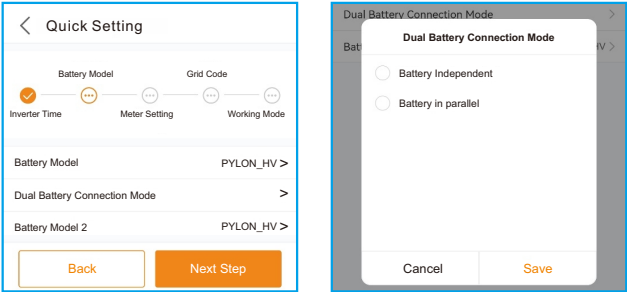 Quick Setting
Battery Model
Grid Code
Inverter Time
Meter Setting
Working Mode
Battery Model
PYLON_HV >
Dual Battery Connection Mode
>
Battery Model 2
PYLON_HV >
Back
Next Step
Dual Battery Connection Mode
>
Batt
HV >
Dual Battery Connection Mode
Battery Independent
Battery in parallel
Cancel
Save